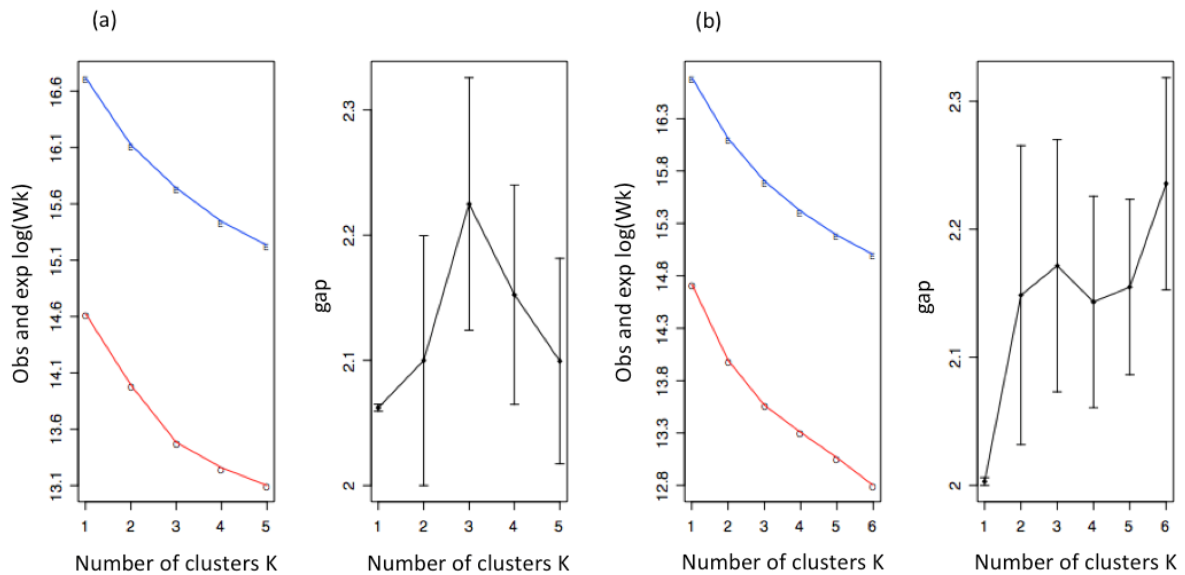 (a)
(b)
Obs and exp log(Wk)
16.6
16.1
15.6
15.1
14.6
14.1
13.6
13.1
1 2 3 4 5
Number of clusters K
gap
2.3
2.2
2.1
2
1 2 3 4 5
Number of clusters K
Obs and exp log(Wk)
16.3
15.8
15.3
14.8
14.3
13.8
13.3
12.8
1 2 3 4 5 6
Number of clusters K
gap
2.3
2.2
2.1
2
1 2 3 4 5 6
Number of clusters K